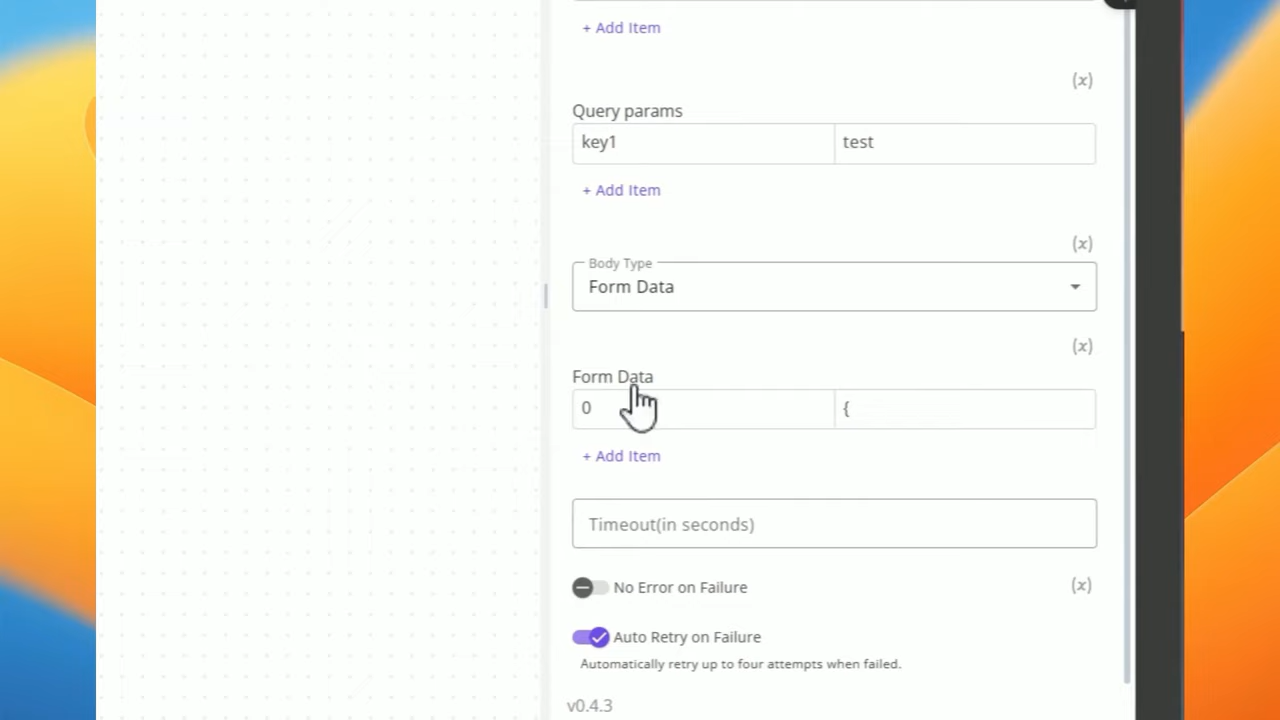 + Add Item
(x)
Query params
key1 test
+ Add Item
(x)
Body Type
Form Data
(x)
Form Data
0 {
+ Add Item
Timeout(in seconds)
No Error on Failure (x)
Auto Retry on Failure
Automatically retry up to four attempts when failed.
v0.4.3